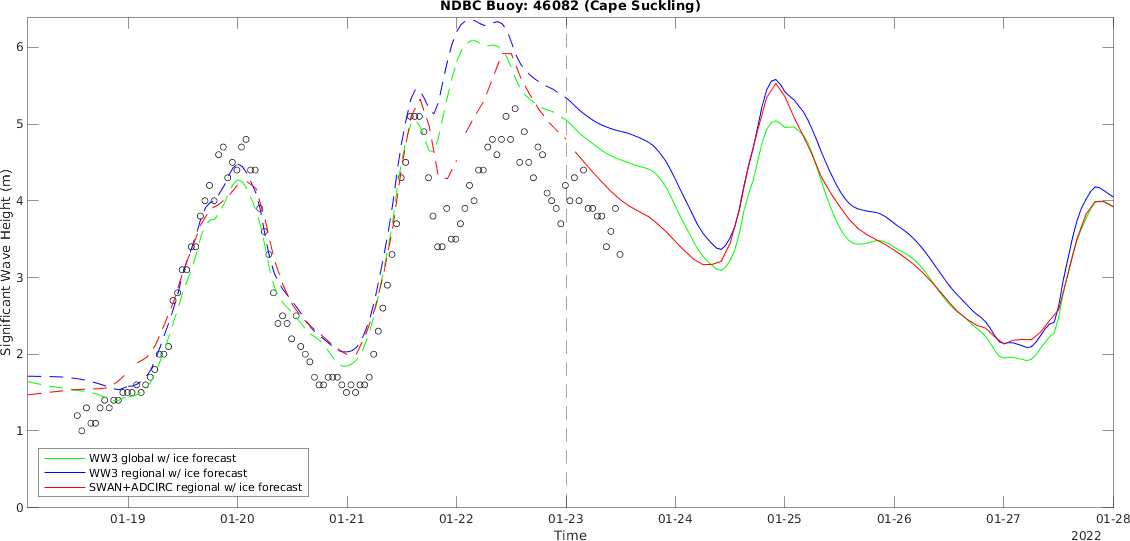 NDBC Buoy: 46082 (Cape Suckling)
Significant Wave Height (m)
6
5
4
3
2
1
0
WW3 global w/ ice forecast
WW3 regional w/ ice forecast
SWAN+ADCIRC regional w/ ice forecast
01-19 01-20 01-21 01-22 01-23 01-24 01-25 01-26 01-27 01-28
Time
2022